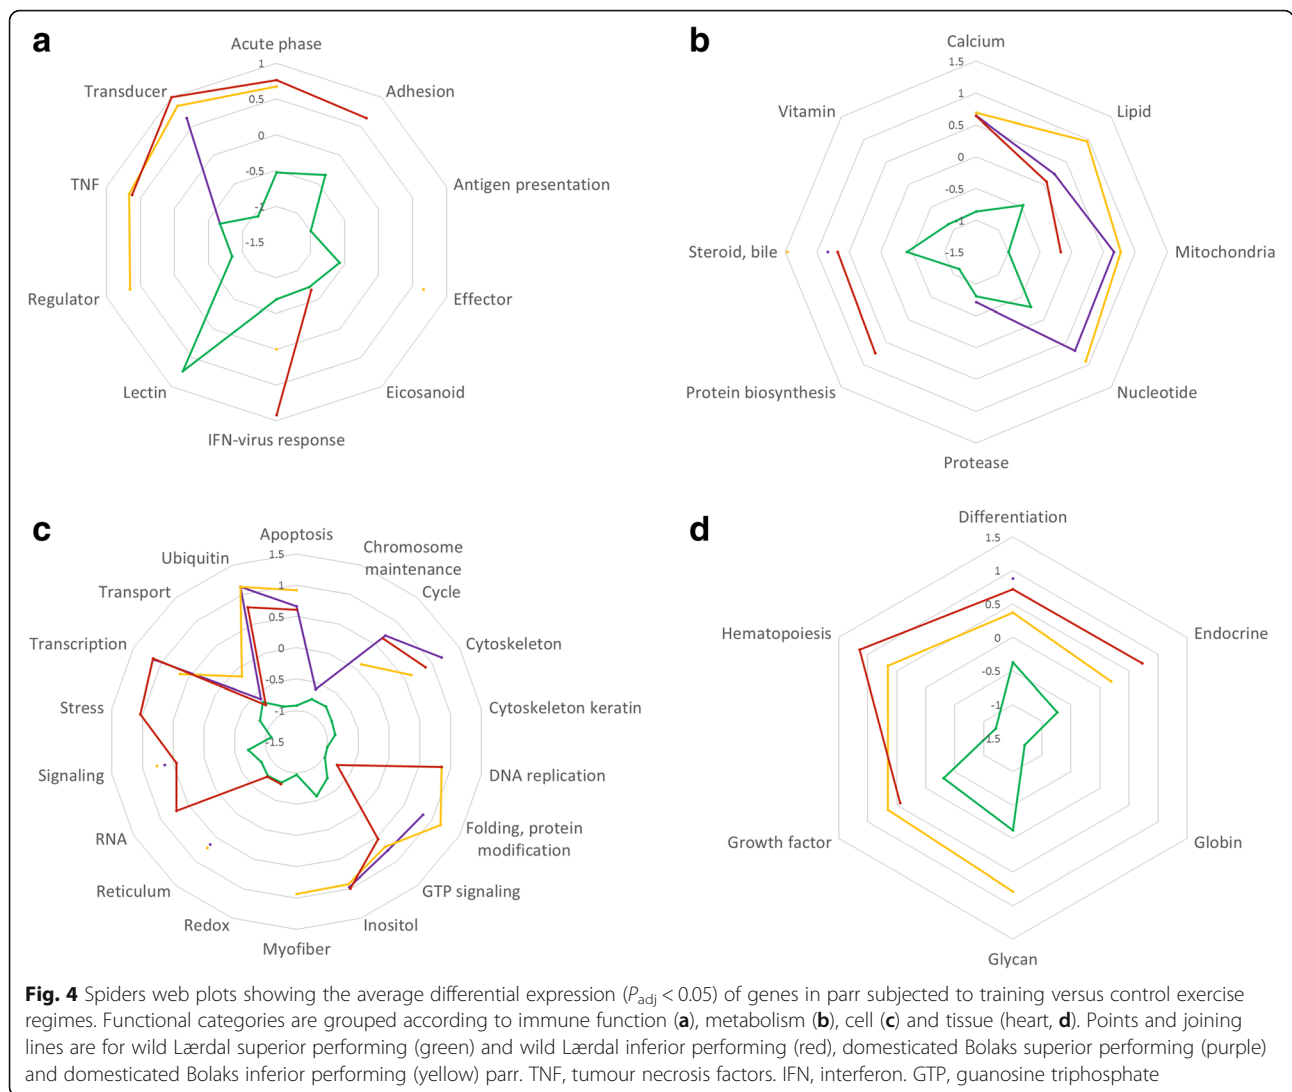 a
Acute phase
Adhesion
Antigen presentation
Effector
Eicosanoid
IFN-virus response
Lectin
Regulator
TNF
Transducer
1
0.5
0
-0.5
-1
-1.5
b
Calcium
Lipid
Mitochondria
Nucleotide
Protease
Protein biosynthesis
Steroid, bile
Vitamin
1.5
1
0.5
0
-0.5
-1
-1.5
c
Apoptosis
Chromosome
maintenance
Cycle
Cytoskeleton
Cytoskeleton keratin
DNA replication
Folding, protein
modification
GTP signaling
Inositol
Myofiber
Redox
Reticulum
RNA
Signaling
Stress
Transcription
Transport
Ubiquitin
1.5
1
0.5
0
-0.5
-1
-1.5
d
Differentiation
Endocrine
Globin
Glycan
Growth factor
Hematopoiesis
1.5
1
0.5
0
-0.5
-1
-1.5
Fig. 4 Spiders web plots showing the average differential expression (Padj < 0.05) of genes in parr subjected to training versus control exercise
regimes. Functional categories are grouped according to immune function (a), metabolism (b), cell (c) and tissue (heart, d). Points and joining
lines are for wild Lærdal superior performing (green) and wild Lærdal inferior performing (red), domesticated Bolaks superior performing (purple)
and domesticated Bolaks inferior performing (yellow) parr. TNF, tumour necrosis factors. IFN, interferon. GTP, guanosine triphosphate